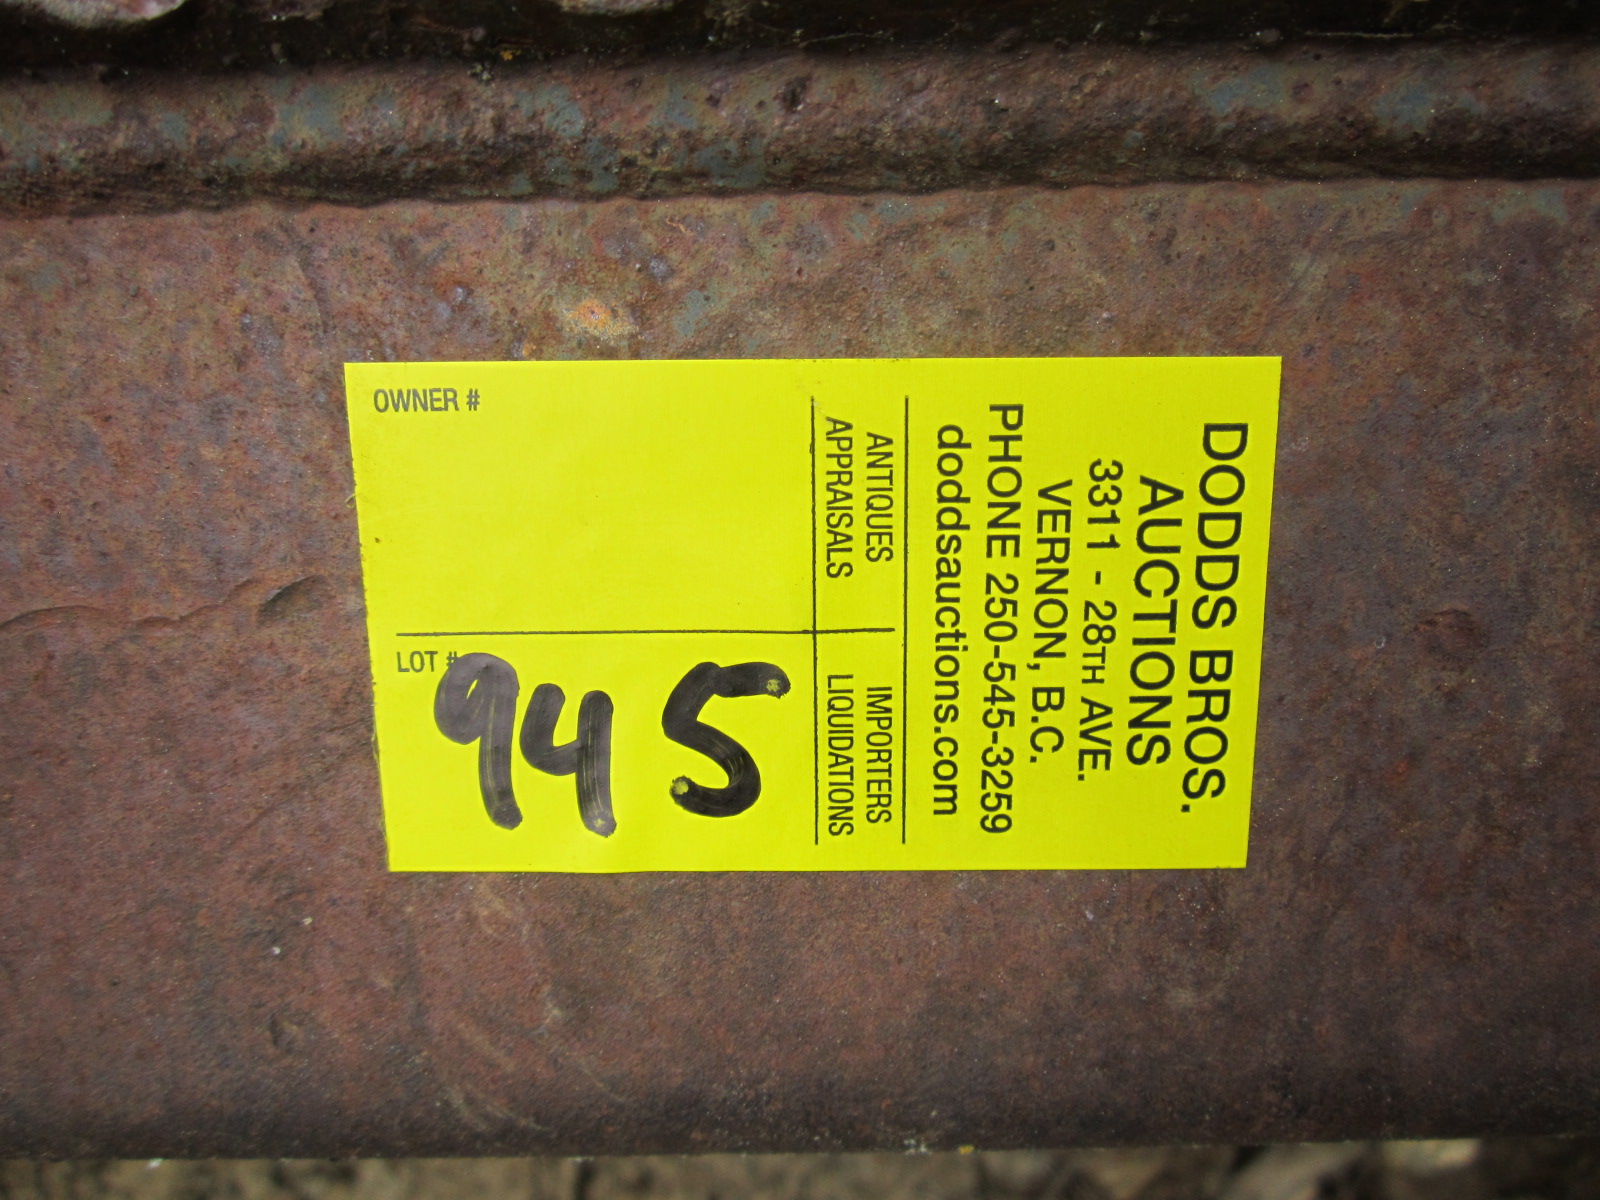 DODDS BROS.
AUCTIONS
3311 - 28TH AVE.
VERNON, B.C.
PHONE 250-545-3259
doddsauctions.com
ANTIQUES IMPORTERS
APPRAISALS LIQUIDATIONS
OWNER #
LOT #
945